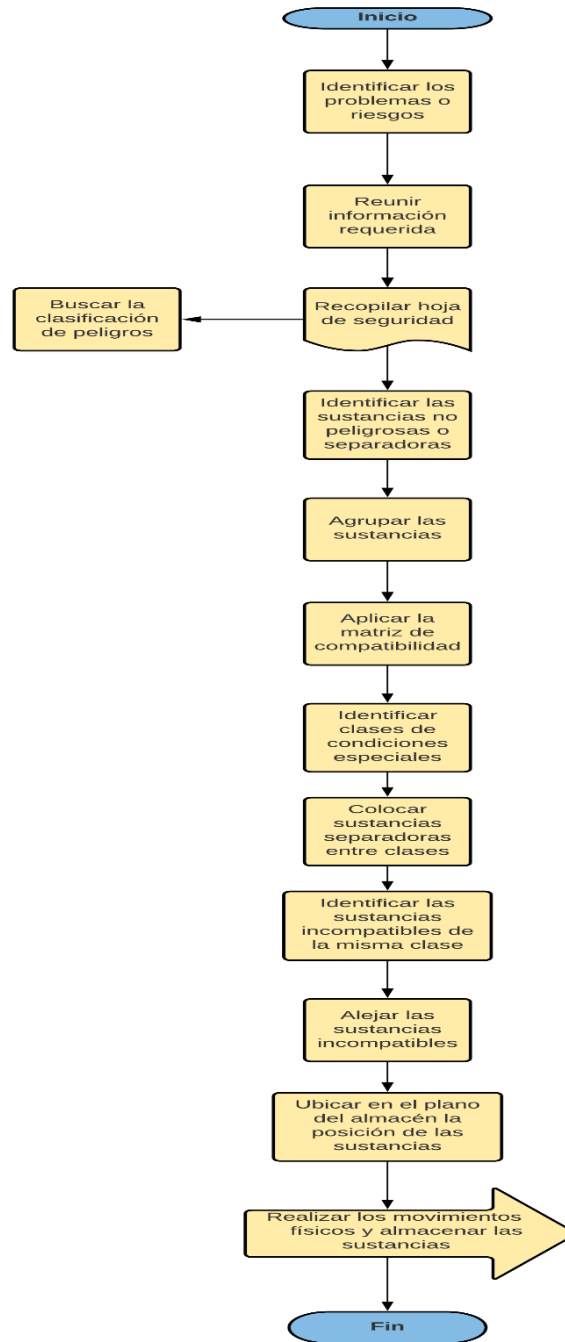 Inicio
Identificar los
problemas o
riesgos
Reunir
información
requerida
Buscar la
clasificación
de peligros
Recopilar hoja
de seguridad
Identificar las
sustancias no
peligrosas o
separadoras
Agrupar las
sustancias
Aplicar la
matriz de
compatibilidad
Identificar
clases de
condiciones
especiales
Colocar
sustancias
separadoras
entre clases
Identificar las
sustancias
incompatibles de
la misma clase
Alejar las
sustancias
incompatibles
Ubicar en el plano
del almacén la
posición de las
sustancias
Realizar los movimientos
físicos y almacenar las
sustancias
Fin